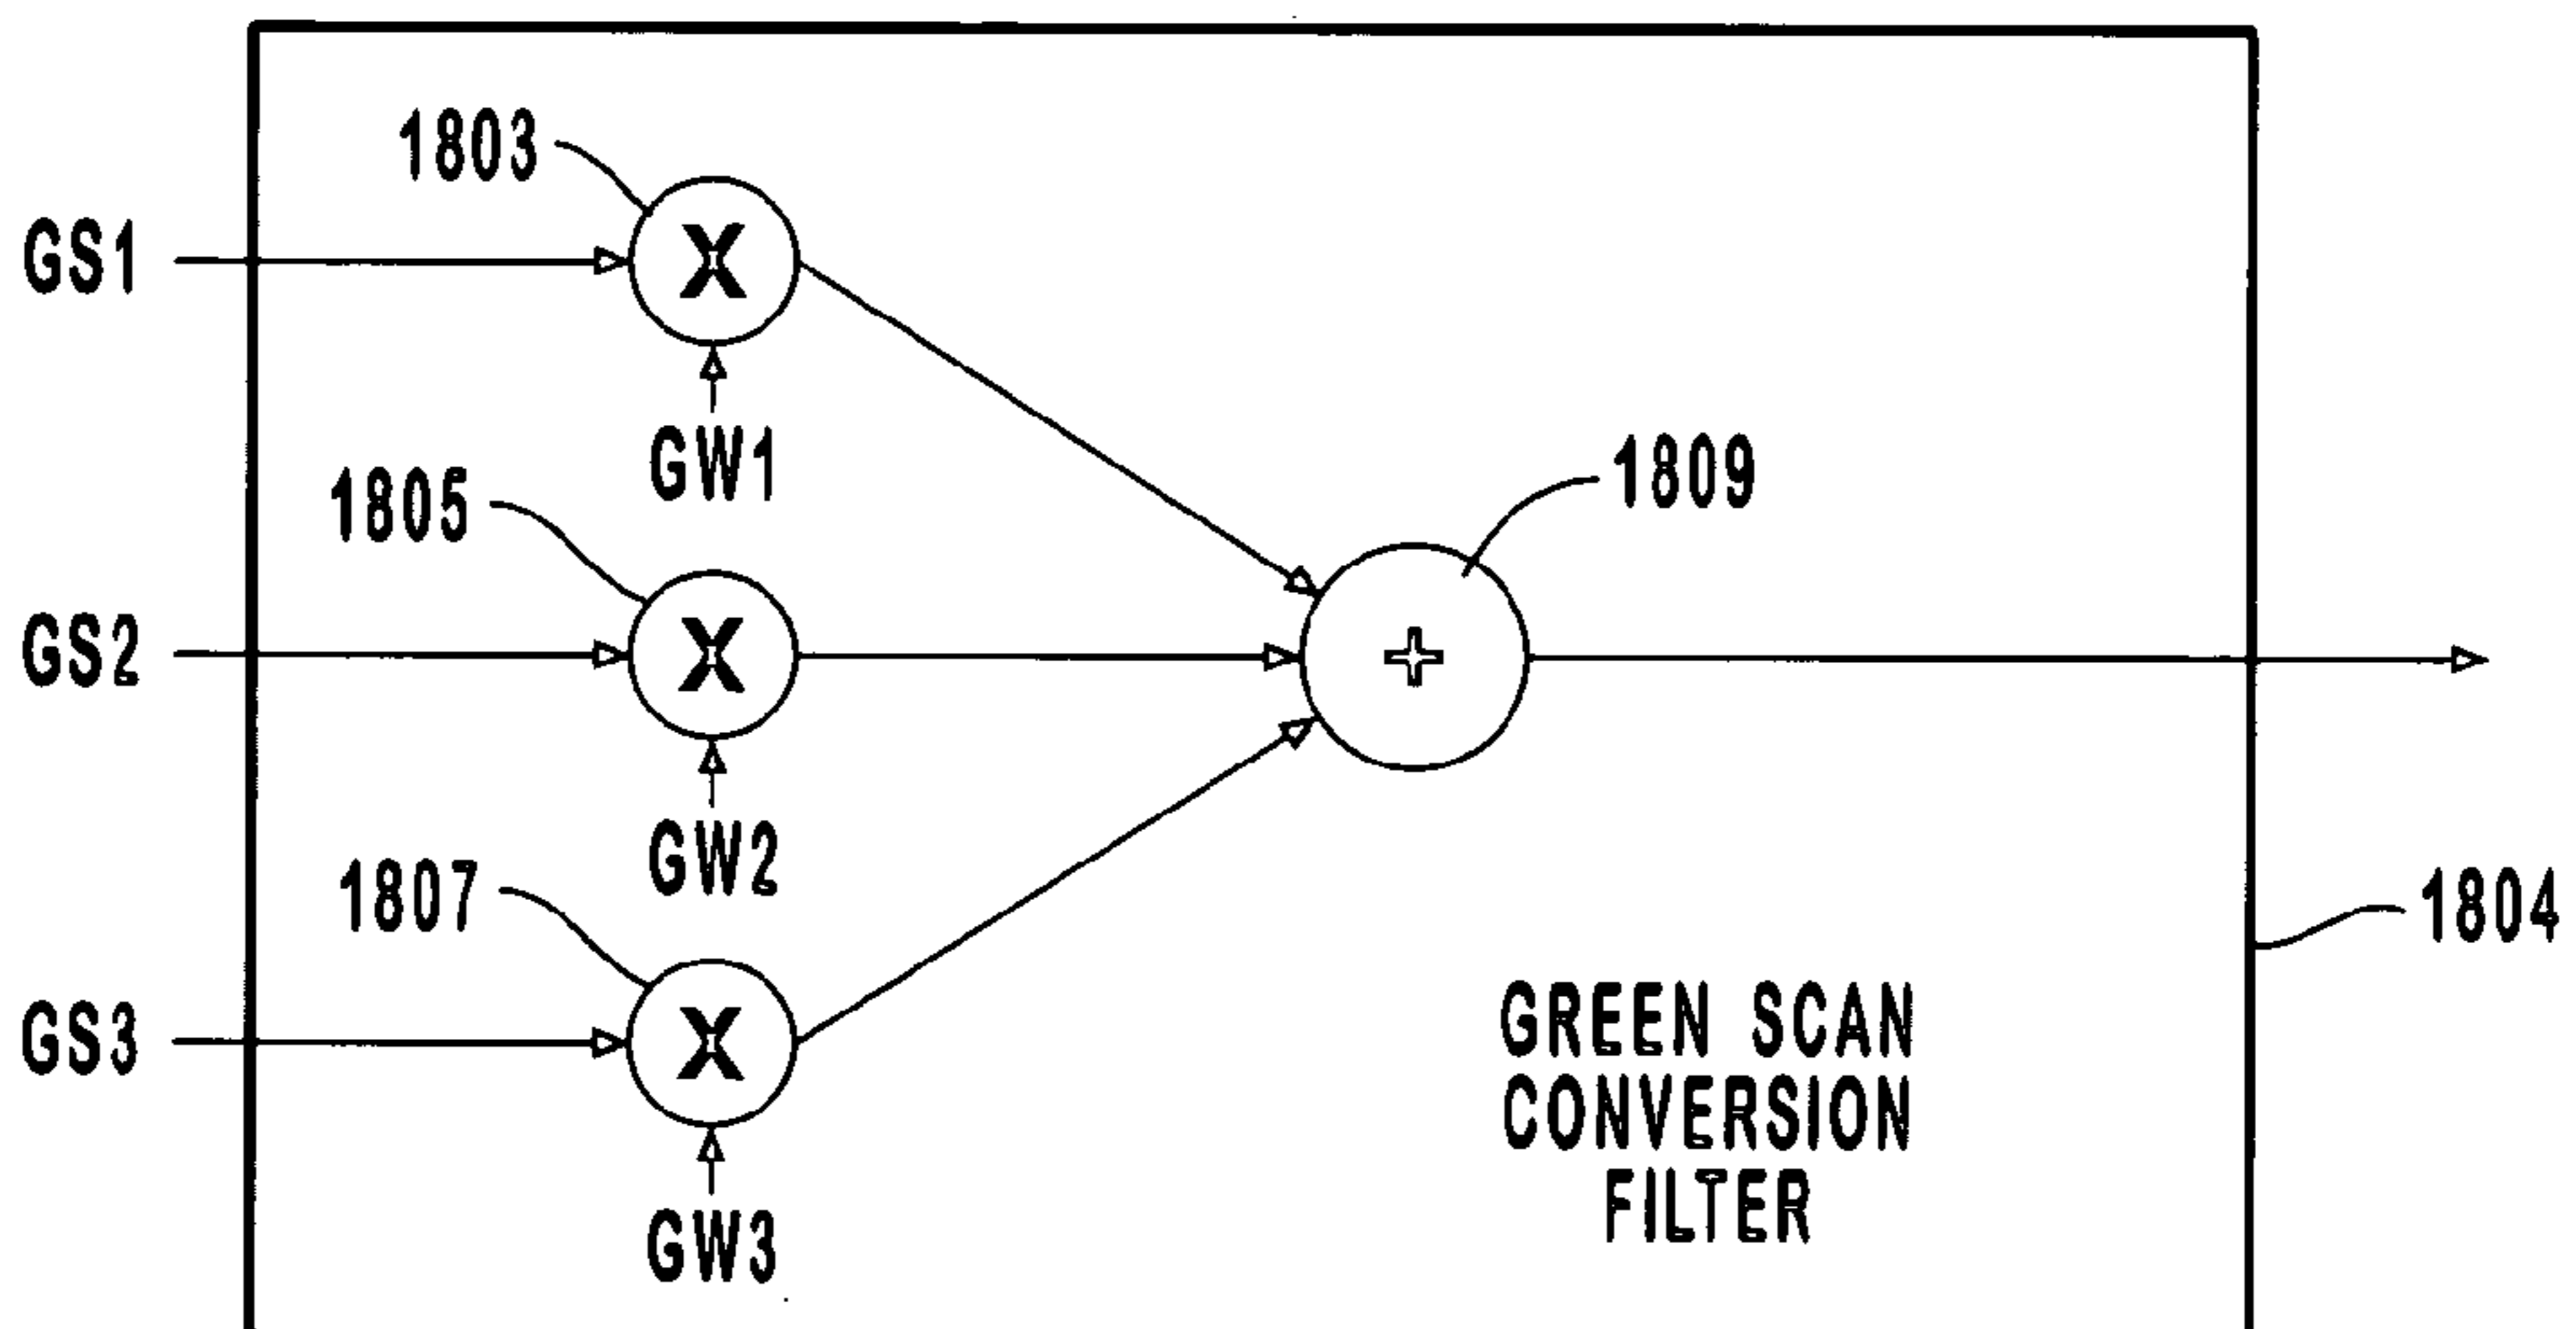 1803
GS1
X
GW1
1805
1809
GS2
X
+
GW2
1807
1804
GS3
X
GREEN SCAN
CONVERSION
FILTER
GW3